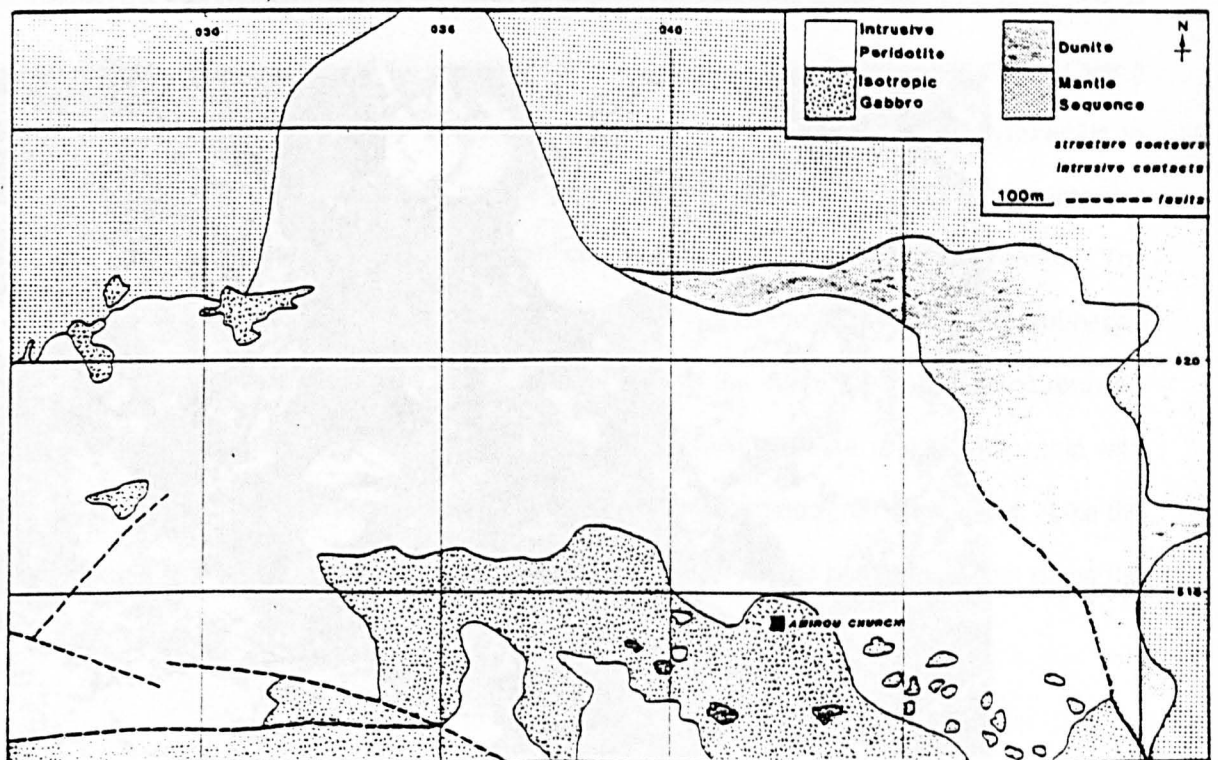 030
035
040
Intrusive
Peridotite
Isotropic
Gabbro
Dunite
Mantle
Sequence
N
structure contours
intrusive contacts
100m
faults
520
515
CHURCH